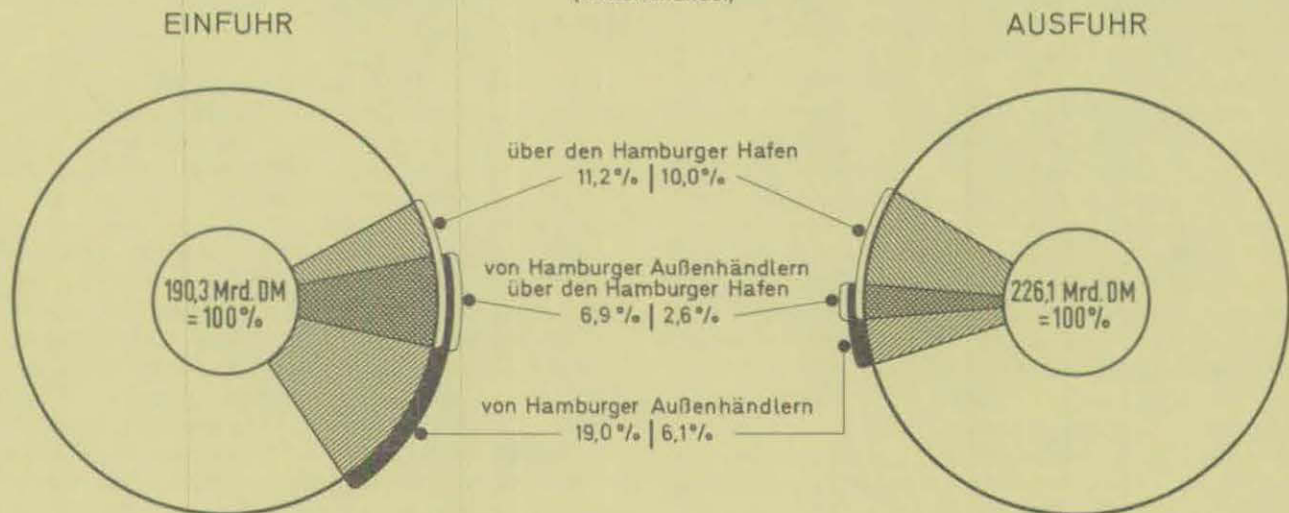 EINFUHR
AUSFUHR
über den Hamburger Hafen
11,2 % | 10,0 %
von Hamburger Außenhändlern
über den Hamburger Hafen
6,9 % | 2,6 %
von Hamburger Außenhändlern
19,0 % | 6,1 %
190,3 Mrd. DM
= 100 %
226,1 Mrd. DM
= 100 %